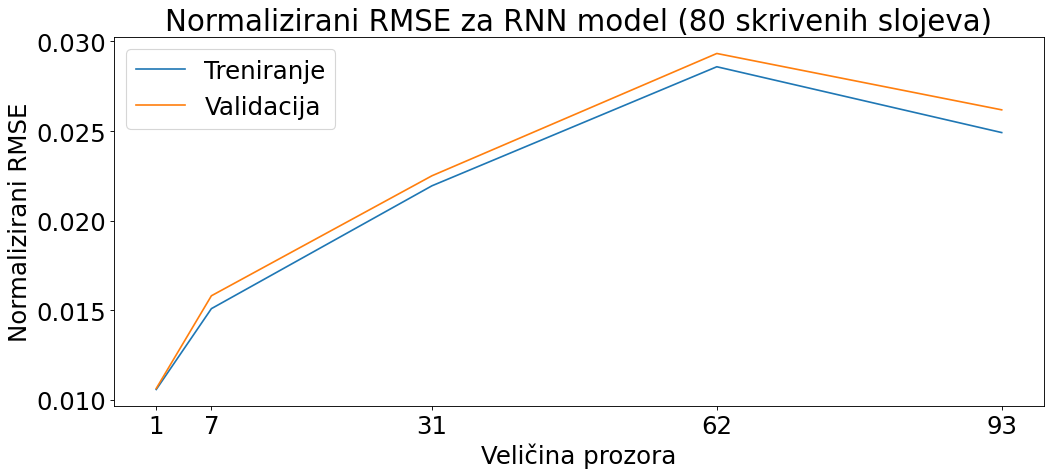 Normalizirani RMSE za RNN model (80 skrivenih slojeva)
0.030
0.025
0.020
0.015
0.010
Normalizirani RMSE
Treniranje
Validacija
1 7 31 62 93
Veličina prozora